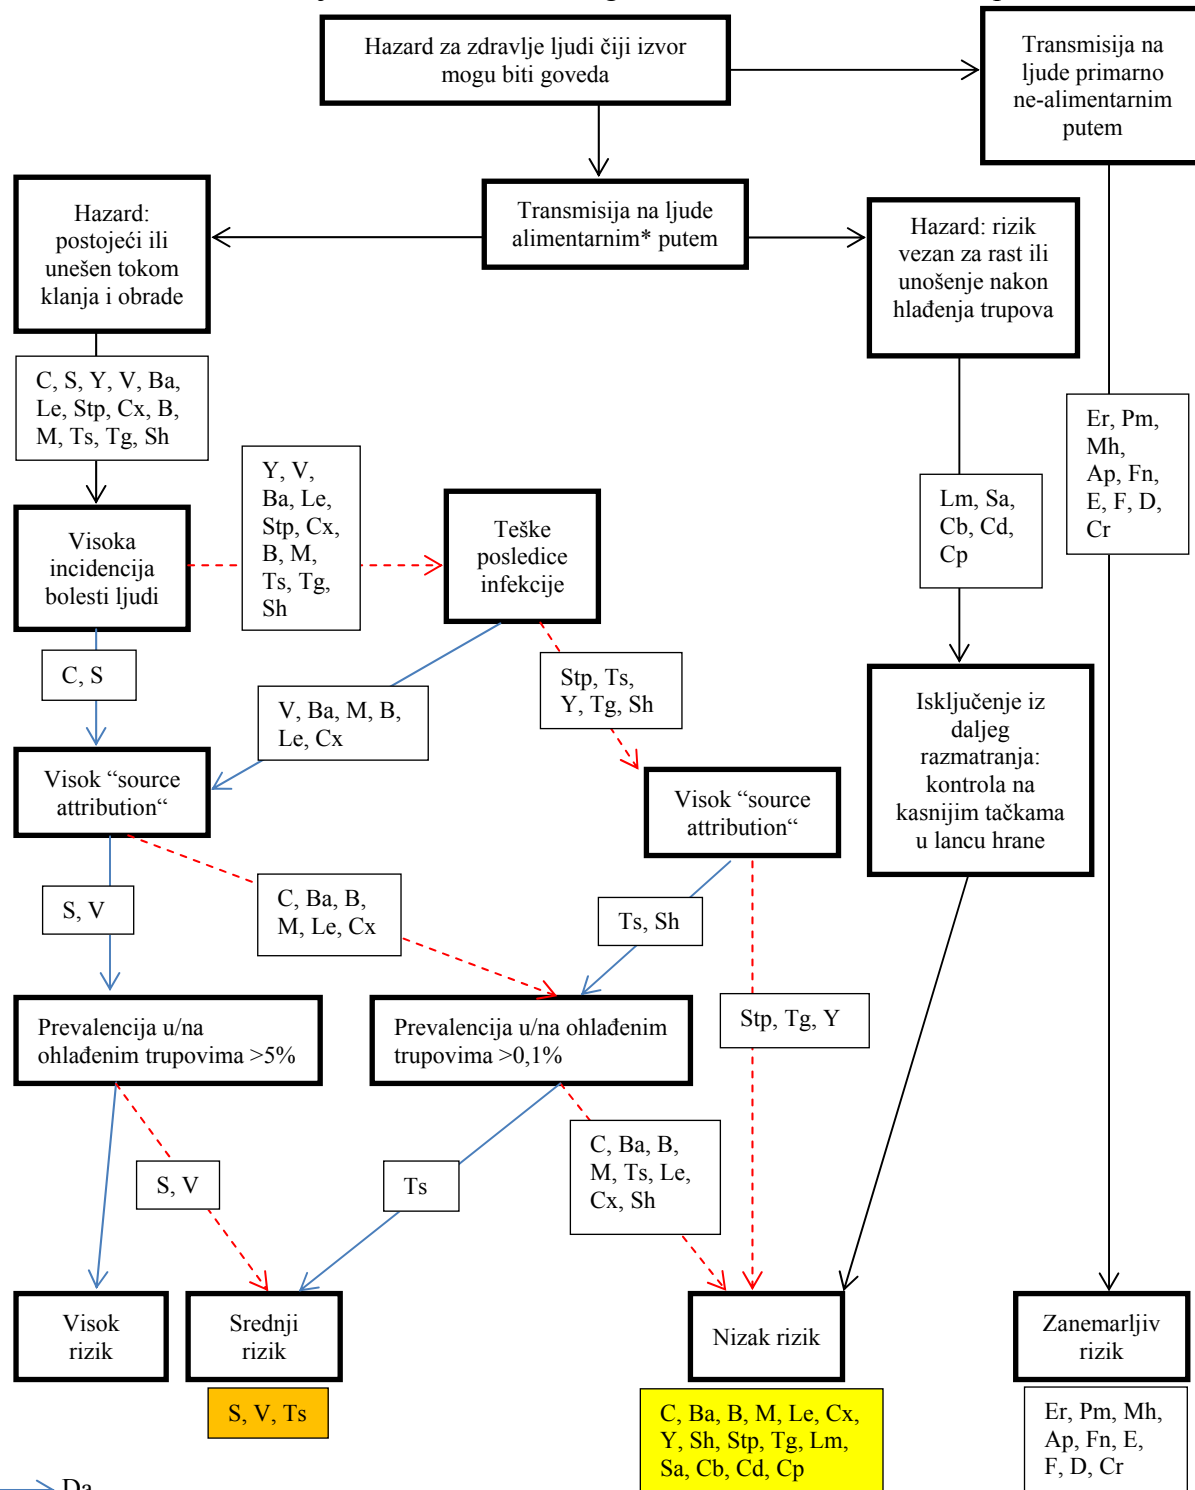 Hazard za zdravlje ljudi čiji izvor
mogu biti goveda
Transmisija na
ljude primarno
ne-alimentarnim
putem
Hazard:
postojeći ili
unešen tokom
klanja i obrade
Transmisija na ljude
alimentarnim* putem
Hazard: rizik
vezan za rast ili
unošenje nakon
hlađenja trupova
C, S, Y, V, Ba,
Le, Stp, Cx, B,
M, Ts, Tg, Sh
Y, V,
Ba, Le,
Stp, Cx,
B, M,
Ts, Tg,
Sh
Er, Pm,
Mh,
Ap, Fn,
E, F, D,
Cr
Lm, Sa,
Cb, Cd,
Cp
Visoka
incidencija
bolesti ljudi
Teške
posledice
infekcije
C, S
V, Ba, M, B,
Le, Cx
Stp, Ts,
Y, Tg, Sh
Isključenje iz
daljeg
razmatranja:
kontrola na
kasnijim tačkama
u lancu hrane
Visok “source
attribution“
Visok “source
attribution“
S, V
C, Ba, B,
M, Le, Cx
Ts, Sh
Stp, Tg, Y
Prevalencija u/na
ohlađenim trupovima >5%
Prevalencija u/na ohlađenim
trupovima >0,1%
S, V
Ts
C, Ba, B,
M, Ts, Le,
Cx, Sh
Visok
rizik
Srednji
rizik
Nizak rizik
Zanemarljiv
rizik
S, V, Ts
C, Ba, B, M, Le, Cx,
Y, Sh, Stp, Tg, Lm,
Sa, Cb, Cd, Cp
Er, Pm, Mh,
Ap, Fn, E,
F, D, Cr
Da